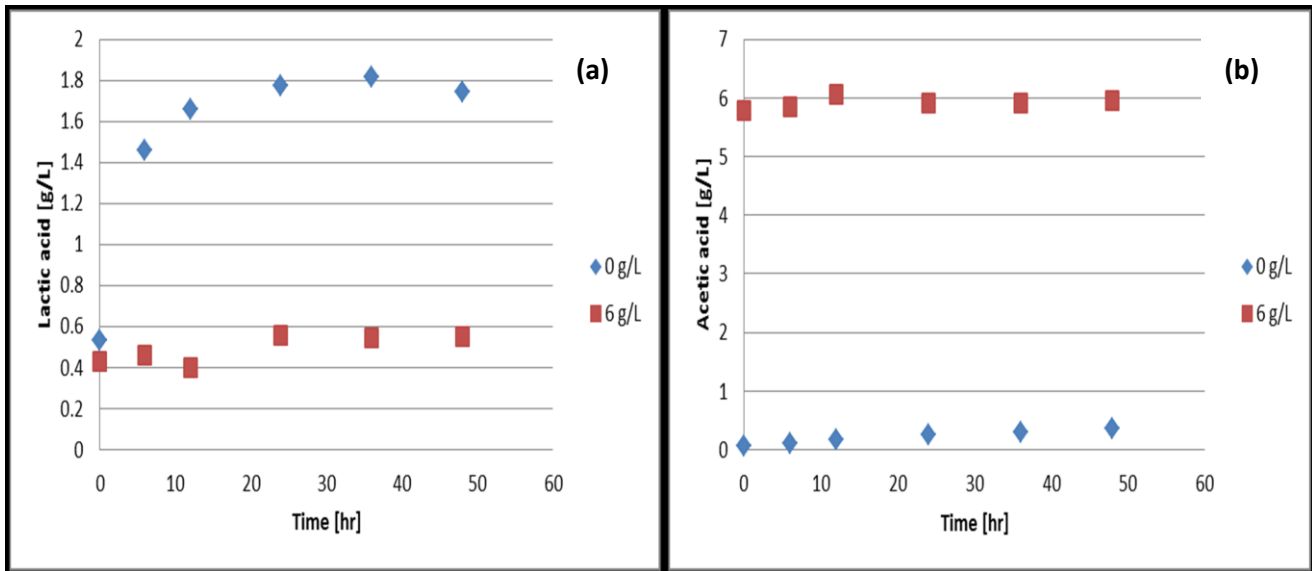 (a)
Lactic acid [g/L]
2
1.8
1.6
1.4
1.2
1
0.8
0.6
0.4
0.2
0
0 10 20 30 40 50 60
Time [hr]
0 g/L
6 g/L
(b)
Acetic acid [g/L]
7
6
5
4
3
2
1
0
0 10 20 30 40 50 60
Time [hr]
0 g/L
6 g/L